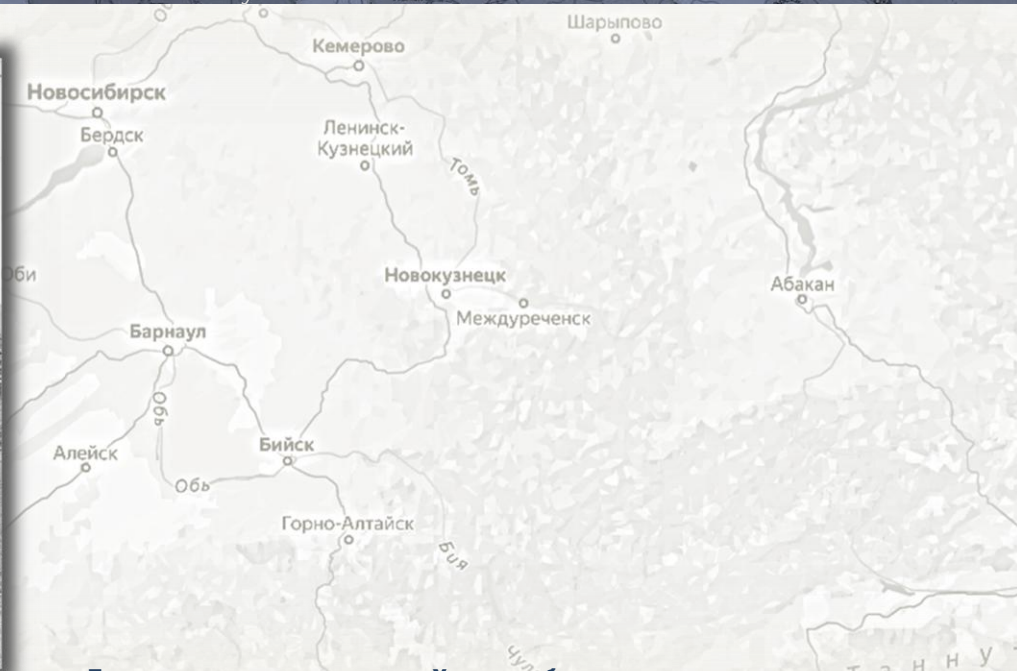 Шарыпово
Кемерово
Новосибирск
Бердск
Ленинск-
Кузнецкий
Томь
Оби
Новокузнецк
Абакан
Междуреченск
Барнаул
Обь
Бийск
Алейск
Обь
Горно-Алтайск
Бия